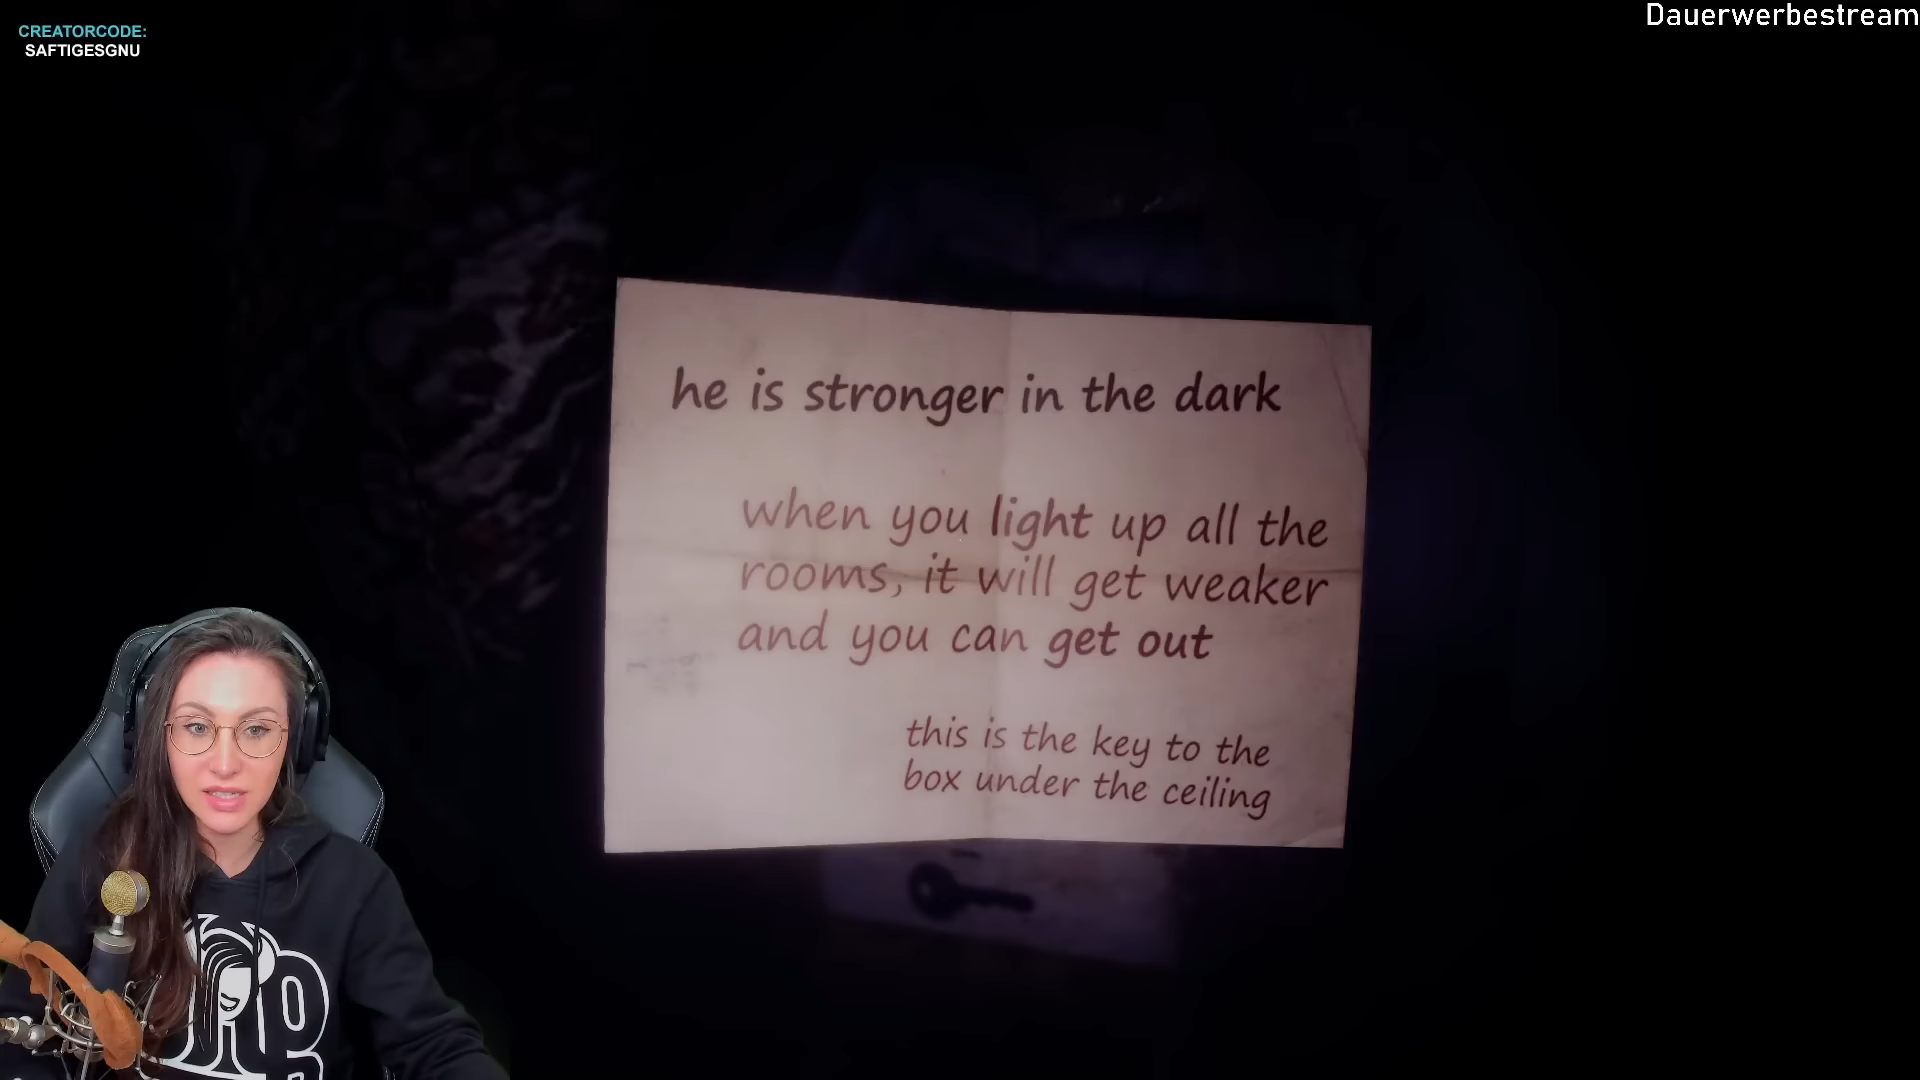 CREATORCODE:
SAFTIGESGNU
Dauerwerbestream
he is stronger in the dark
when you light up all the
rooms, it will get weaker
and you can get out
this is the key to the
box under the ceiling